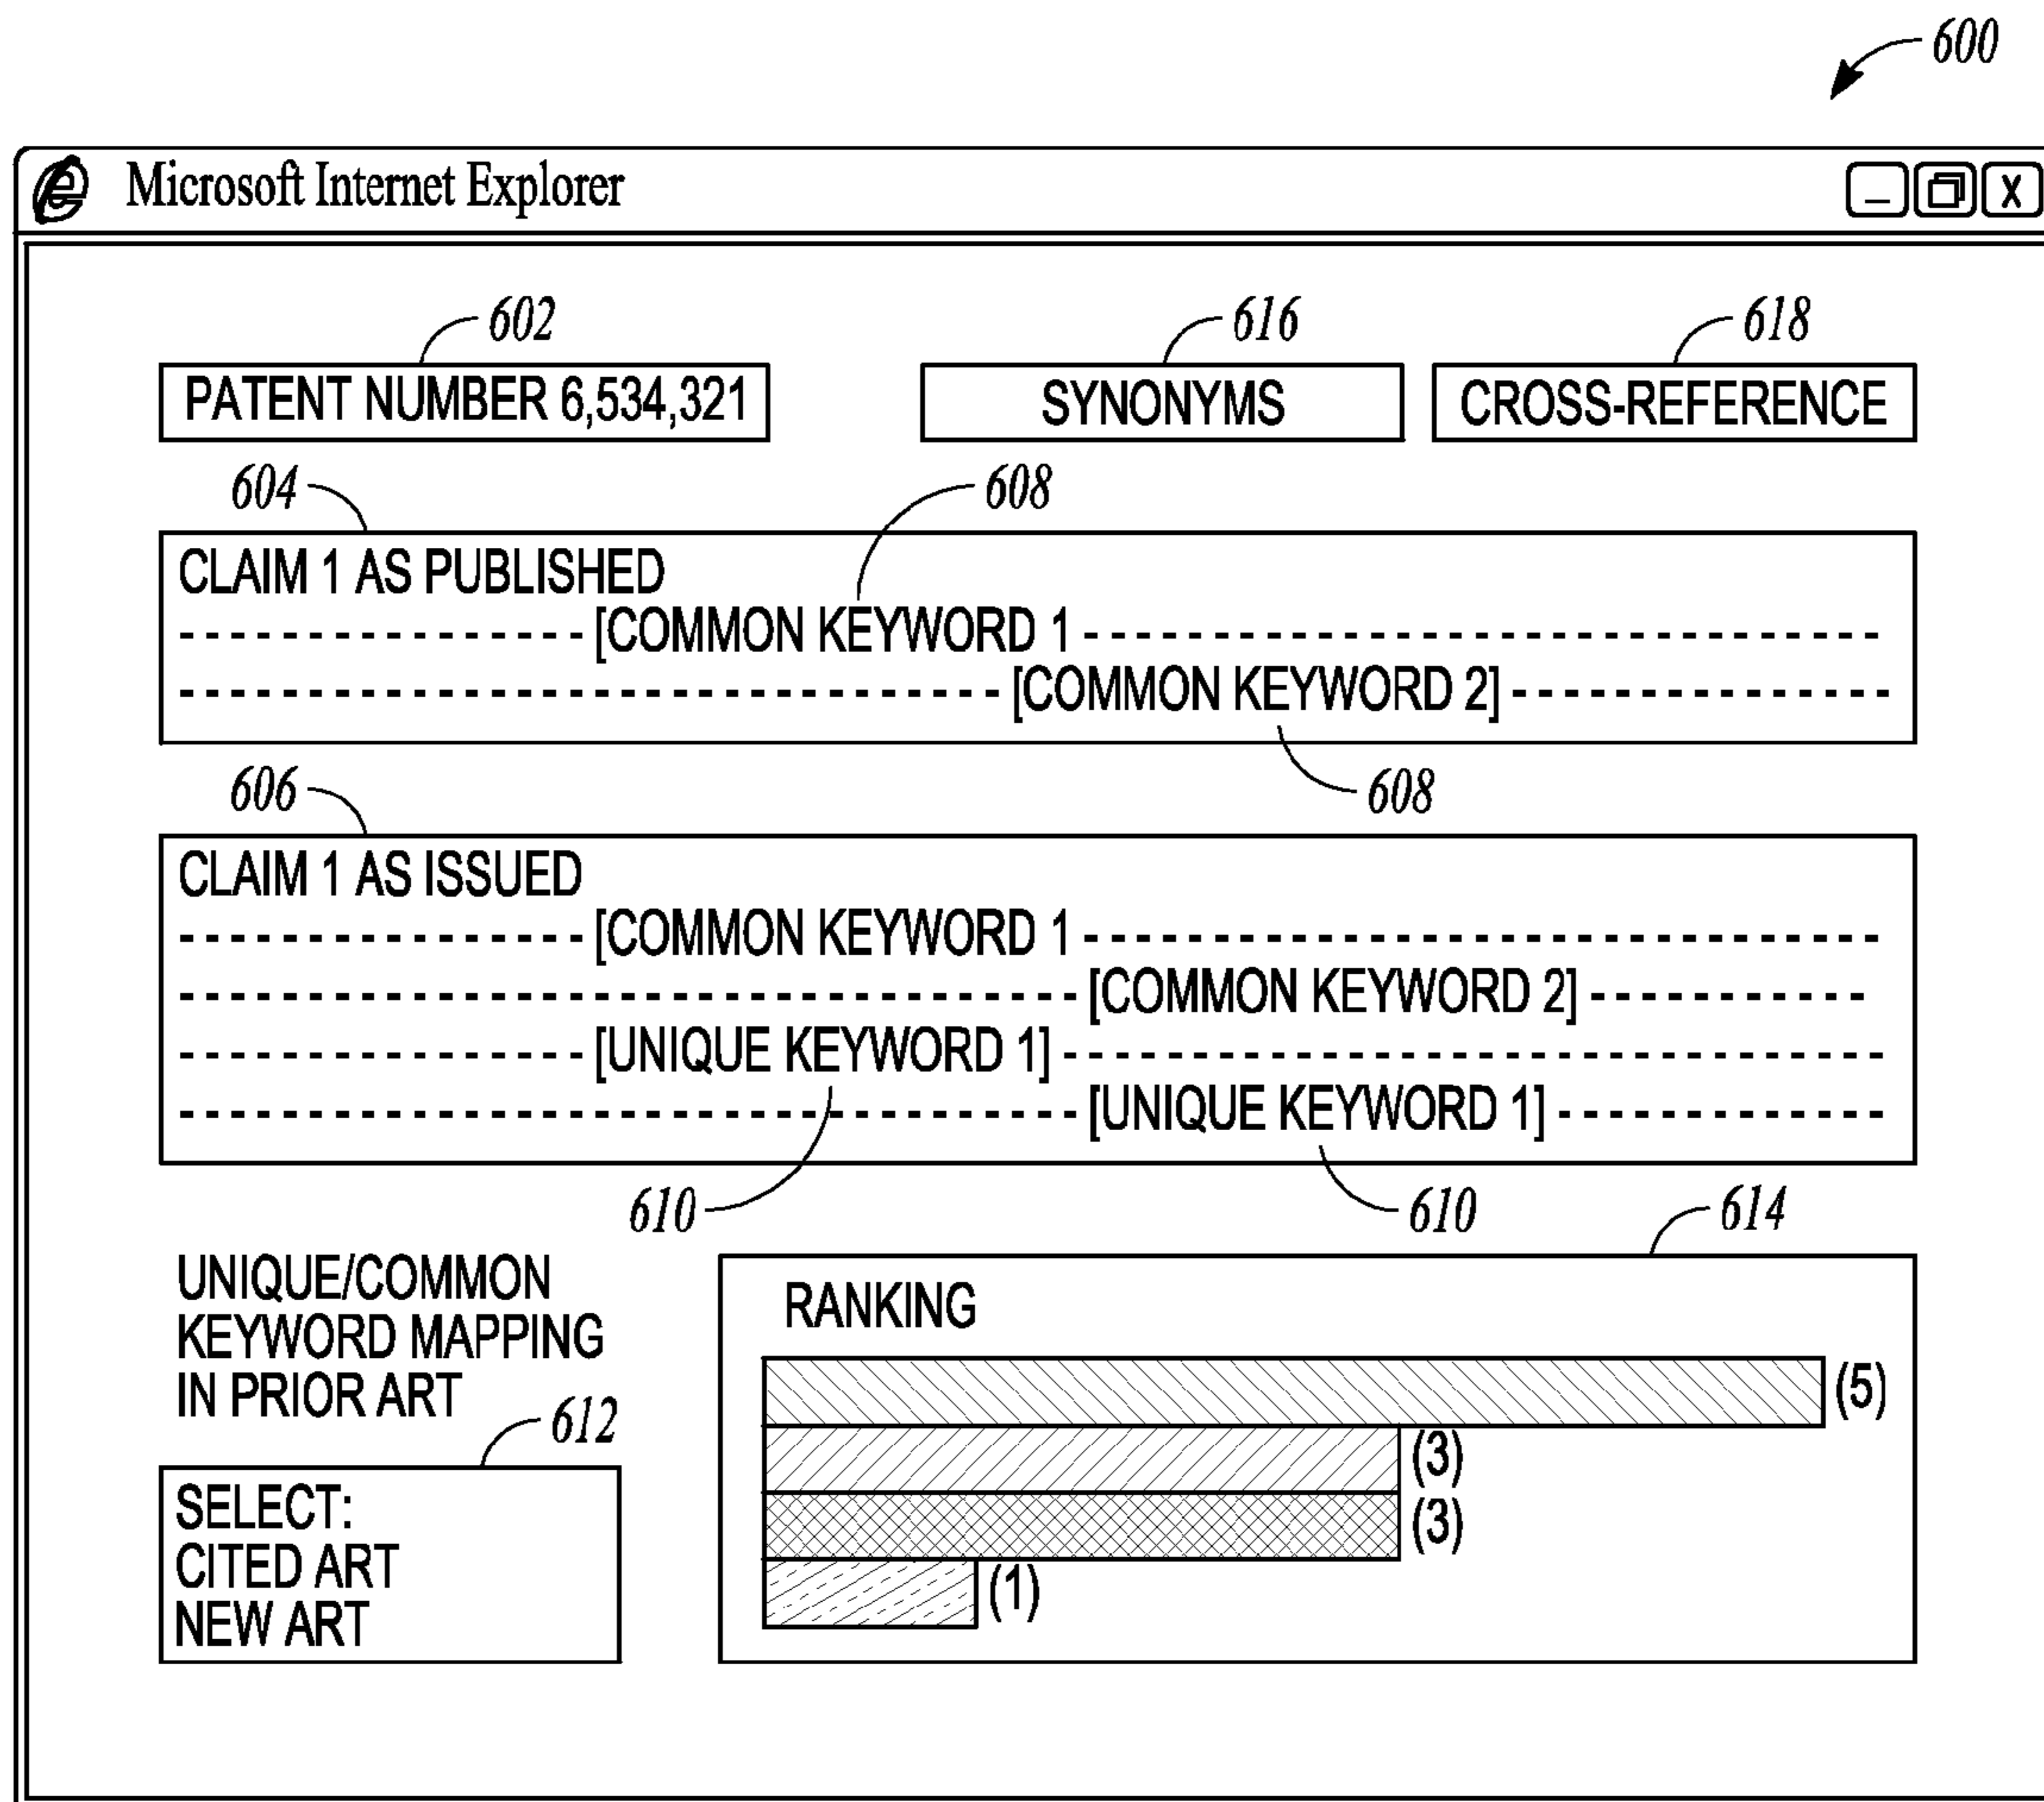 600
Microsoft Internet Explorer
_ X
602 616 618
PATENT NUMBER 6,534,321 SYNONYMS CROSS-REFERENCE
604 608
CLAIM 1 AS PUBLISHED
----------------[COMMON KEYWORD 1-------------------------------
--------------------------------[COMMON KEYWORD 2]---------------
608
606
CLAIM 1 AS ISSUED
----------------[COMMON KEYWORD 1-------------------------------
-----------------------------------[COMMON KEYWORD 2]-----------
----------------[UNIQUE KEYWORD 1]--------------------------------
-----------------------------------[UNIQUE KEYWORD 1]-------------
610 610 614
UNIQUE/COMMON
KEYWORD MAPPING
IN PRIOR ART
612
SELECT:
CITED ART
NEW ART
RANKING
(5)
(3)
(3)
(1)